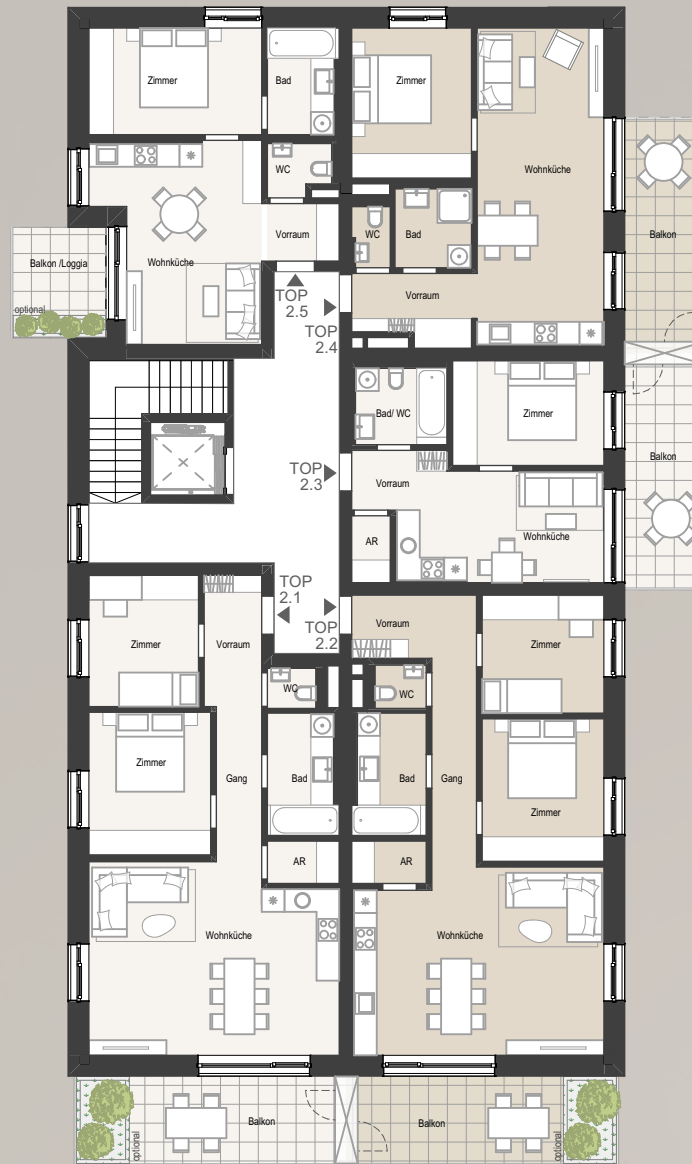 Zimmer
Bad
Zimmer
WC
Wohnküche
Vorraum
WC
Bad
Balkon
Balkon /Loggia
Wohnküche
optional
TOP
2.5
TOP
2.4
Vorraum
Bad/ WC
Zimmer
Balkon
TOP
2.3
Vorraum
AR
Wohnküche
TOP
2.1
TOP
2.2
Zimmer
Vorraum
Vorraum
Zimmer
WC
WC
Zimmer
Gang
Bad
Bad
Gang
Zimmer
AR
AR
Wohnküche
Wohnküche
optional
Balkon
Balkon
optional